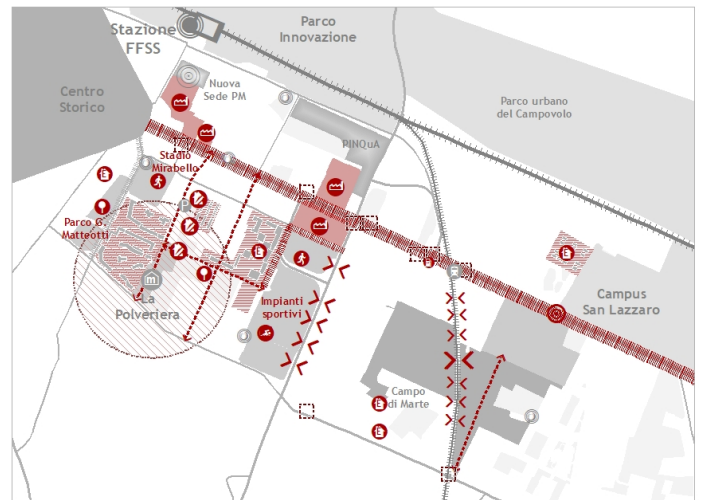 Parco
Innovazione
Stazione
FFSS
Centro
Storico
Nuova
Sede PM
Parco urbano
del Campovolo
PINQuA
Stadio
Mirabello
Parco G.
Matteotti
P
La
Polveriera
Impianti
sportivi
Campus
San Lazzaro
Campo
di Marte